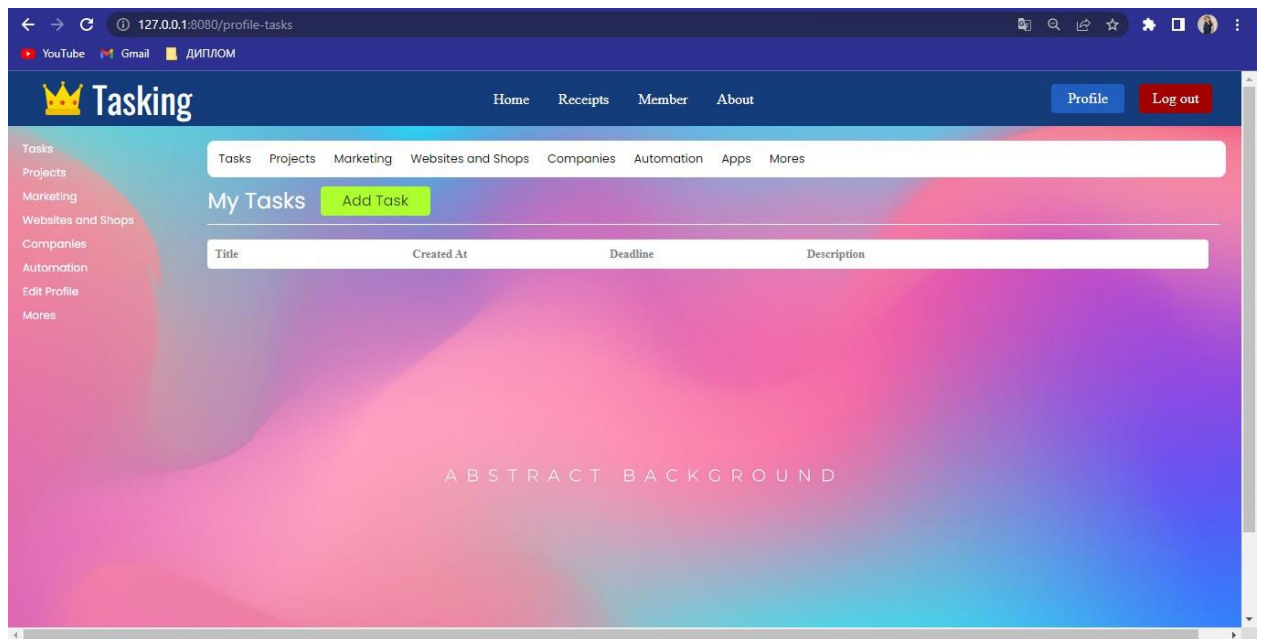 127.0.0.1:8080/profile-tasks
YouTube Gmail ДИПЛОМ
Tasking Home Receipts Member About Profile Log out
Tasks
Projects
Marketing
Websites and Shops
Companies
Automation
Edit Profile
Mores
Tasks Projects Marketing Websites and Shops Companies Automation Apps Mores
My Tasks Add Task
Title Created At Deadline Description
ABSTRACT BACKGROUND